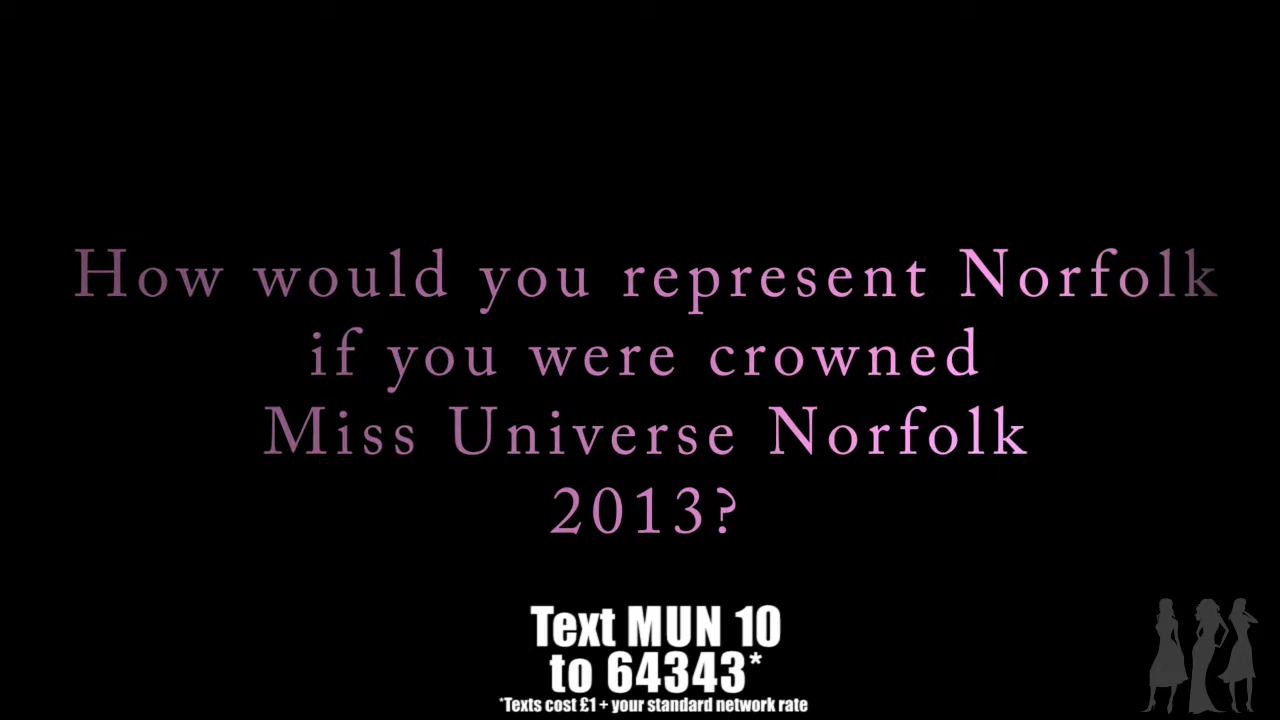 How would you represent Norfolk
if you were crowned
Miss Universe Norfolk
2013?
Text MUN 10
to 64343*
*Texts cost £1 + your standard network rate